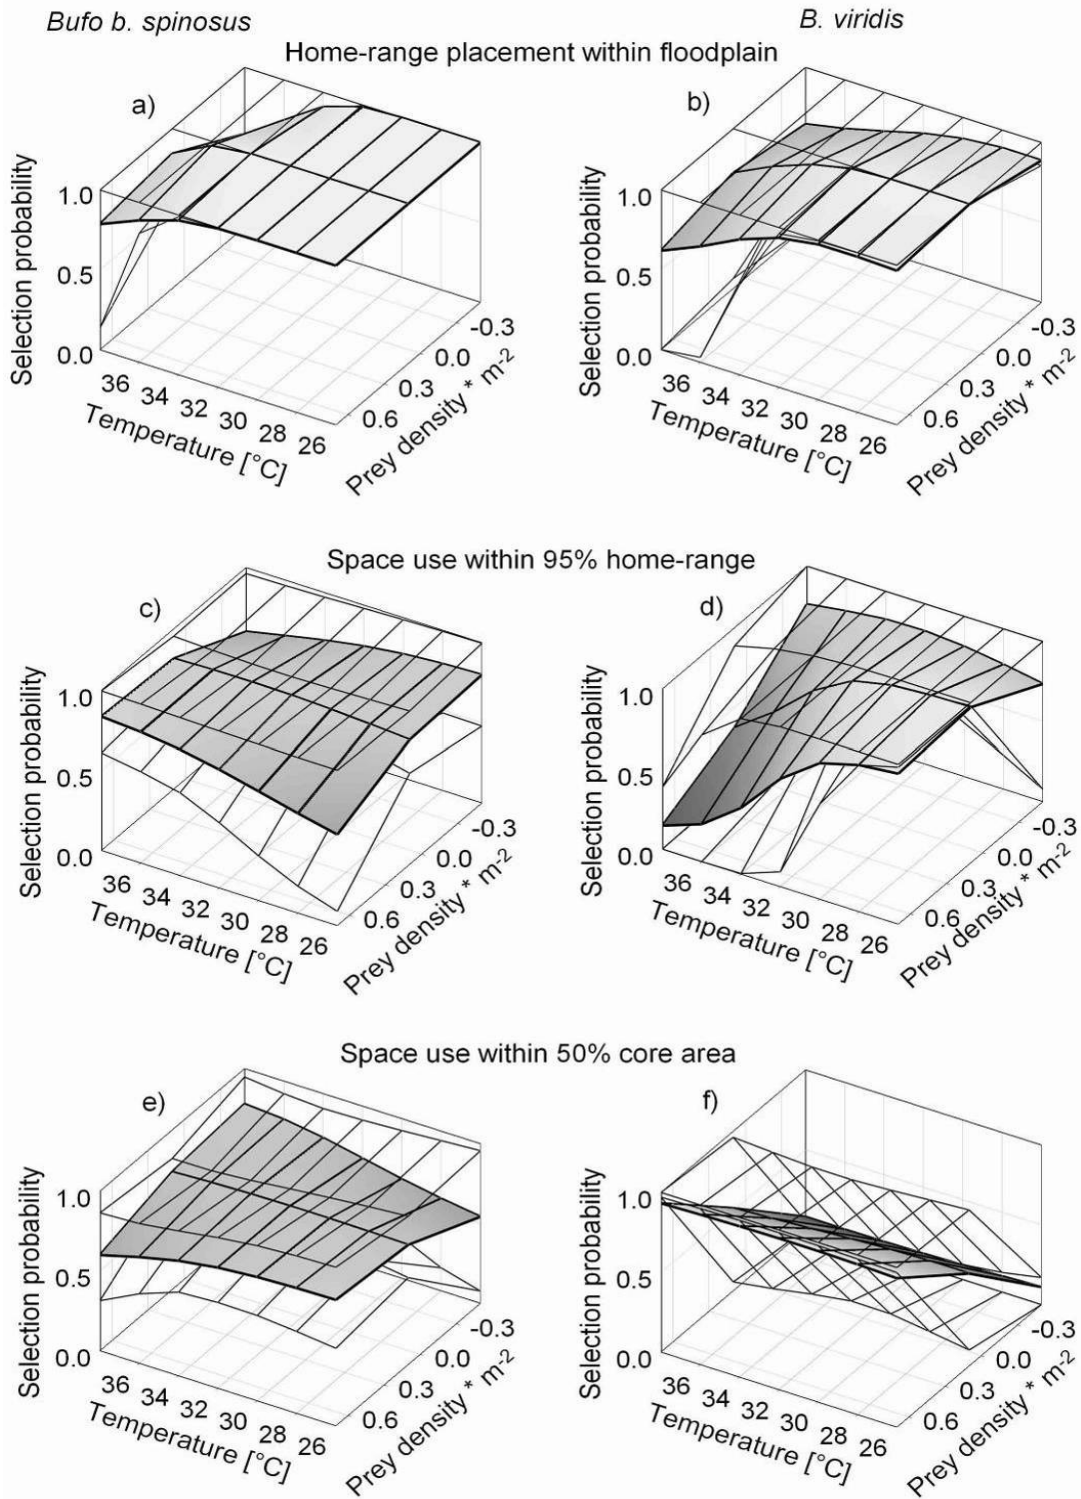 Bufo b. spinosus
B. viridis
Home-range placement within floodplain
a)
b)
Selection probability
1.0
0.5
0.0
36
34
32
30
28
26
Temperature [°C]
-0.3
0.0
0.3
0.6
Prey density * m-2
Selection probability
1.0
0.5
0.0
36
34
32
30
28
26
Temperature [°C]
-0.3
0.0
0.3
0.6
Prey density * m-2
Space use within 95% home-range
c)
d)
Selection probability
1.0
0.5
0.0
36
34
32
30
28
26
Temperature [°C]
-0.3
0.0
0.3
0.6
Prey density * m-2
Selection probability
1.0
0.5
0.0
36
34
32
30
28
26
Temperature [°C]
-0.3
0.0
0.3
0.6
Prey density * m-2
Space use within 50% core area
e)
f)
Selection probability
1.0
0.5
0.0
36
34
32
30
28
26
Temperature [°C]
-0.3
0.0
0.3
0.6
Prey density * m-2
Selection probability
1.0
0.5
0.0
36
34
32
30
28
26
Temperature [°C]
-0.3
0.0
0.3
0.6
Prey density * m-2